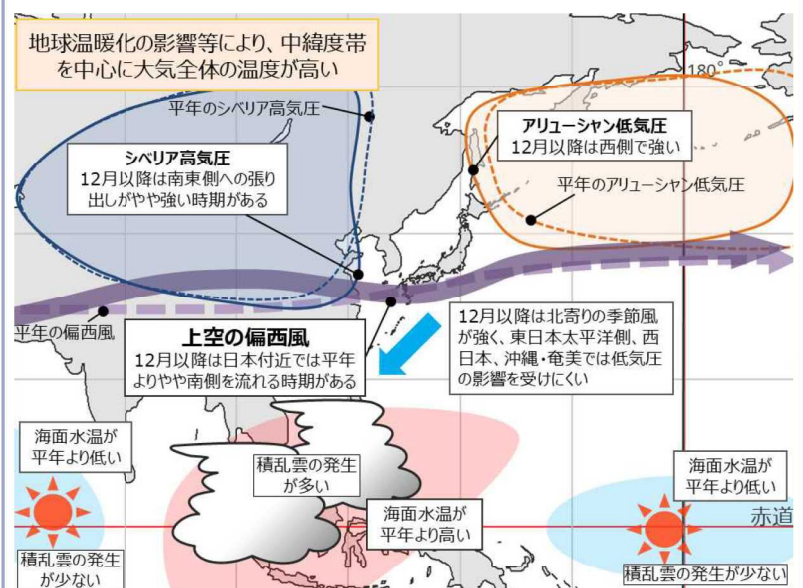 地球温暖化の影響等により、中緯度帯
を中心に大気全体の温度が高い
180°
平年のシベリア高気圧
アリューシャン低気圧
12月以降は西側で強い
シベリア高気圧
12月以降は南東側への張り
出しがやや強い時期がある
平年のアリューシャン低気圧
平年の偏西風
上空の偏西風
12月以降は日本付近では平年
よりやや南側を流れる時期がある
12月以降は北寄りの季節風
が強く、東日本太平洋側、西
日本、沖縄・奄美では低気圧
の影響を受けにくい
海面水温が
平年より低い
積乱雲の発生
が多い
海面水温が
平年より低い
海面水温が
平年より高い
赤道
積乱雲の発生
が少ない
積乱雲の発生が少ない